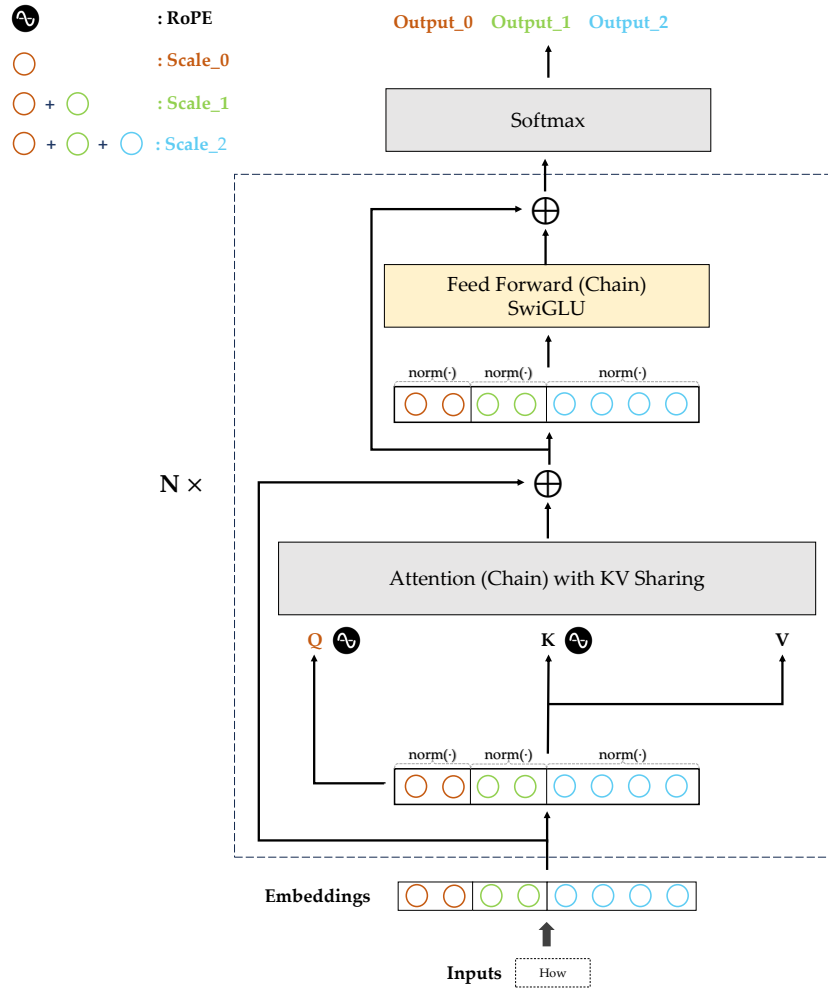 : RoPE
: Scale_0
+ : Scale_1
+ + : Scale_2
Output_0 Output_1 Output_2
Softmax
Feed Forward (Chain)
SwiGLU
norm(·) norm(·) norm(·)
N ×
Attention (Chain) with KV Sharing
Q K V
norm(·) norm(·) norm(·)
Embeddings
Inputs How